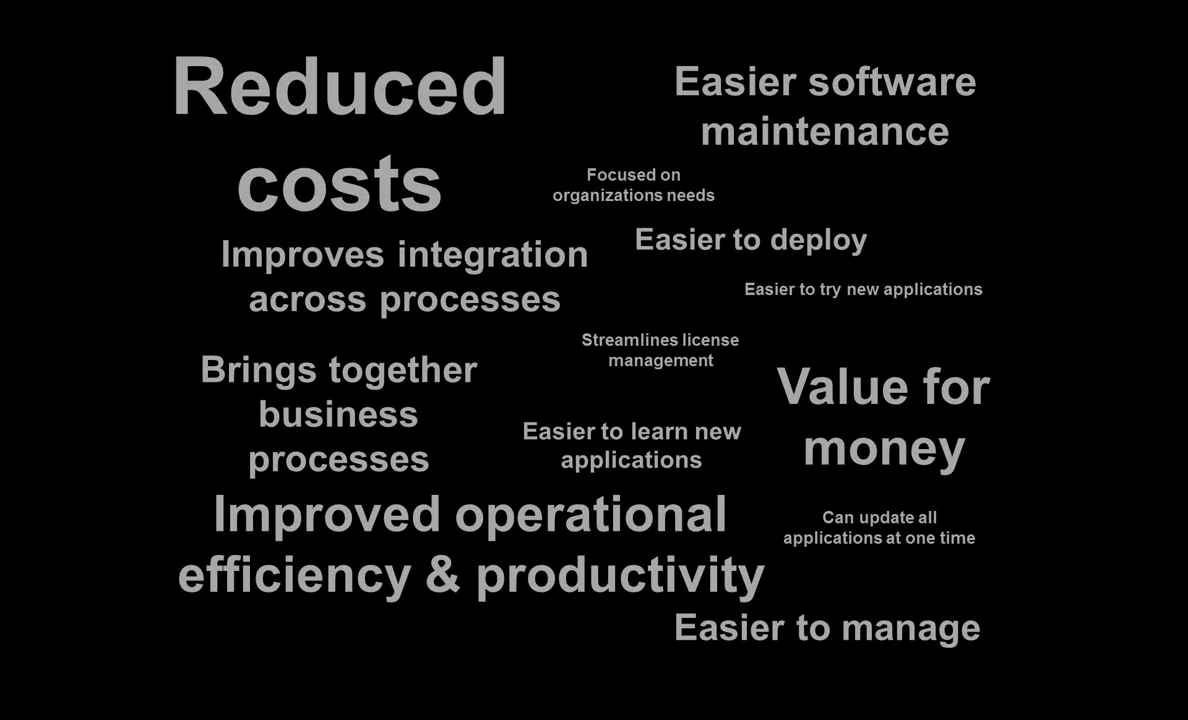 Reduced
costs
Easier software
maintenance
Focused on
organizations needs
Improves integration
across processes
Easier to deploy
Easier to try new applications
Streamlines license
management
Brings together
business
processes
Value for
money
Easier to learn new
applications
Improved operational
efficiency & productivity
Can update all
applications at one time
Easier to manage